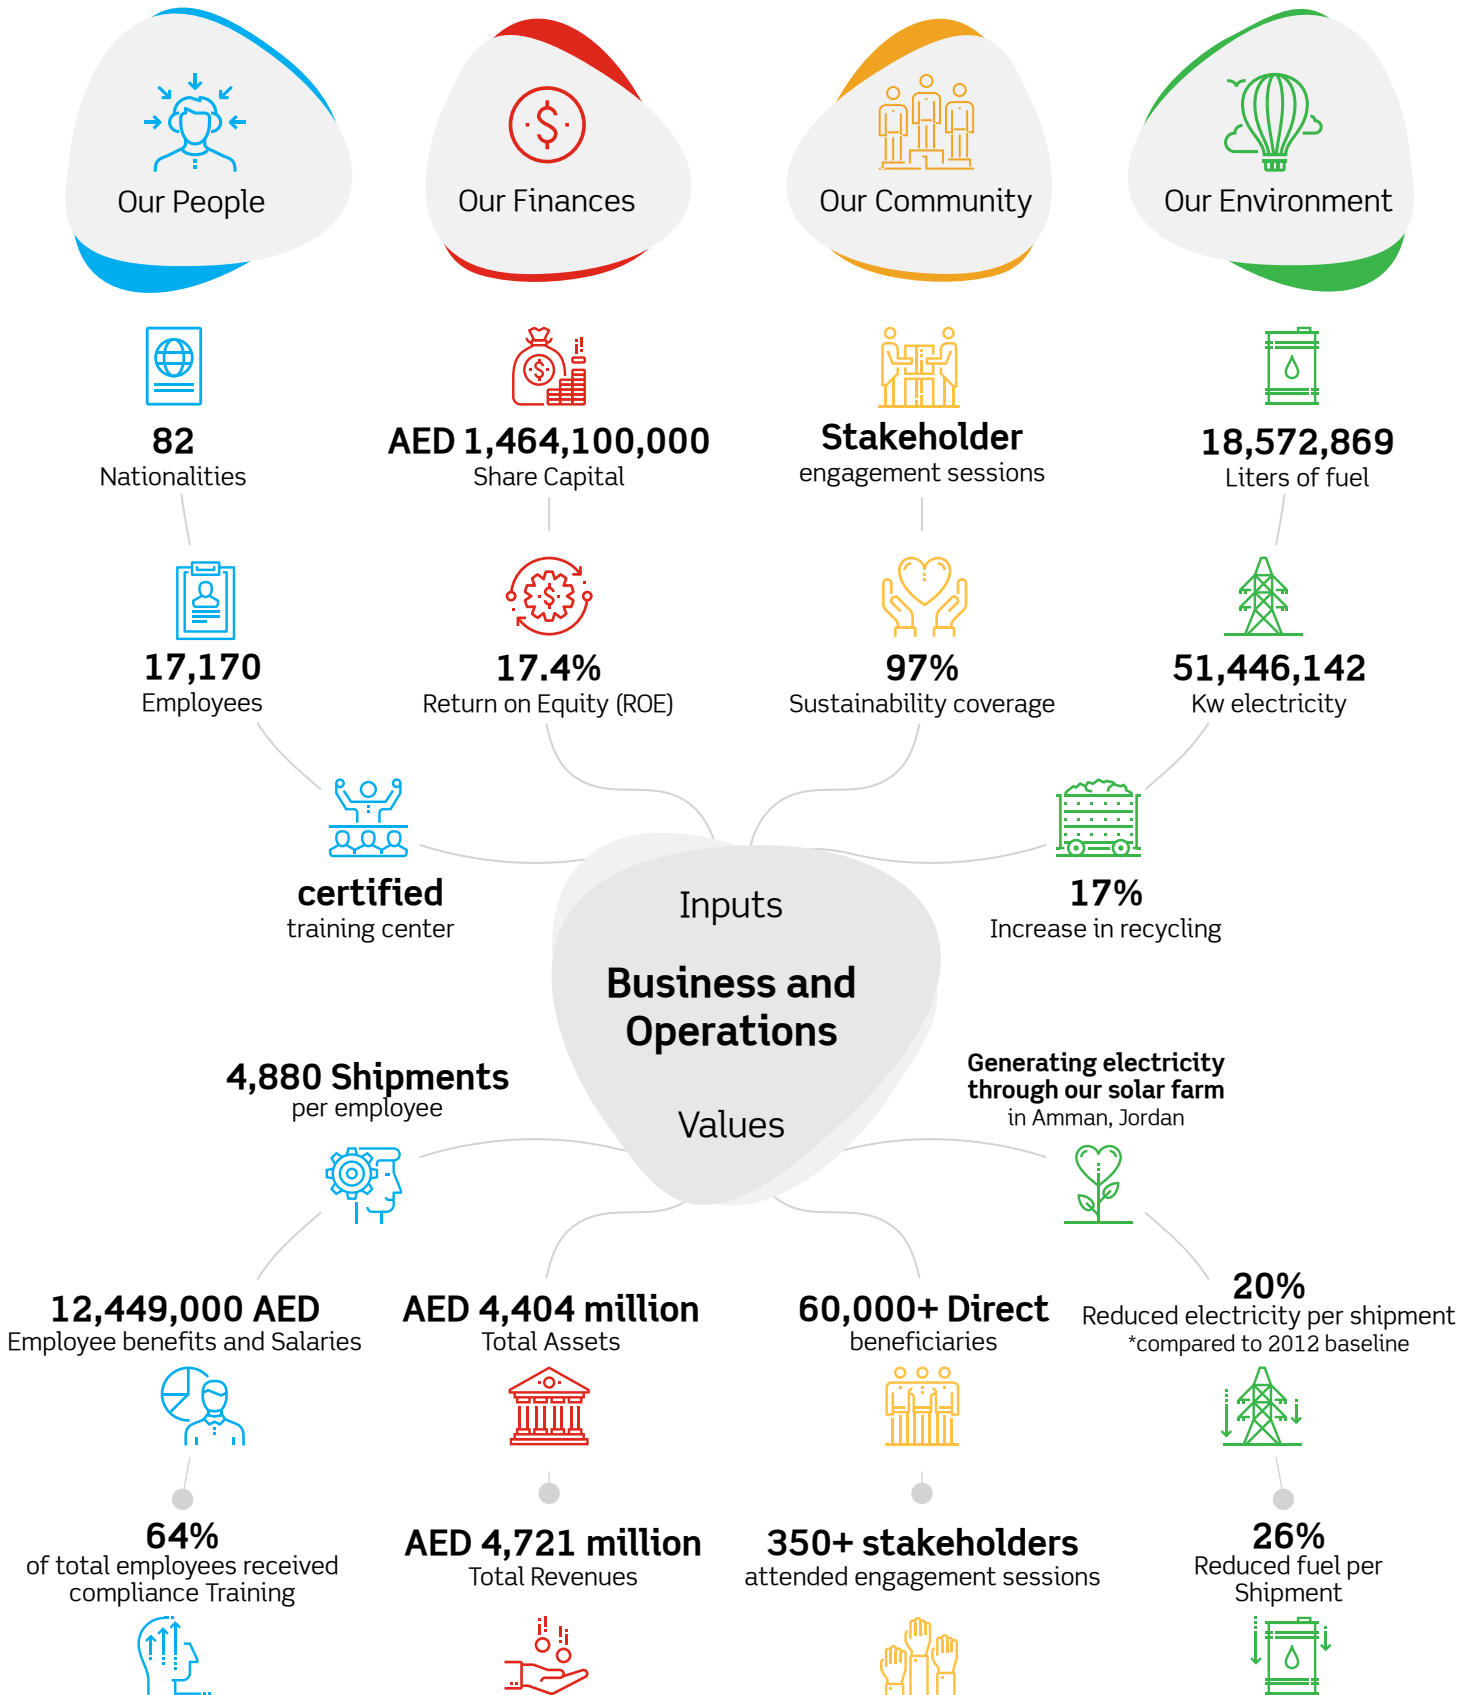 Our People
Our Finances
Our Community
Our Environment
82
Nationalities
AED 1,464,100,000
Share Capital
Stakeholder
engagement sessions
18,572,869
Liters of fuel
17,170
Employees
17.4%
Return on Equity (ROE)
97%
Sustainability coverage
51,446,142
Kw electricity
certified
training center
17%
Increase in recycling
Inputs
Business and
Operations
Values
4,880 Shipments
per employee
Generating electricity
through our solar farm
in Amman, Jordan
12,449,000 AED
Employee benefits and Salaries
AED 4,404 million
Total Assets
60,000+ Direct
beneficiaries
20%
Reduced electricity per shipment
*compared to 2012 baseline
64%
of total employees received
compliance Training
AED 4,721 million
Total Revenues
350+ stakeholders
attended engagement sessions
26%
Reduced fuel per
Shipment